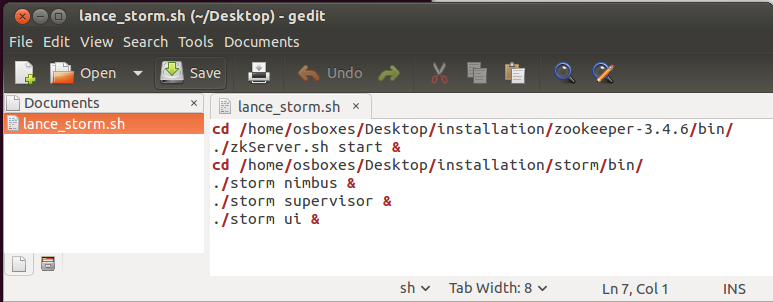 lance_storm.sh (~/Desktop) - gedit
File Edit View Search Tools Documents
Open Save Undo
Documents ×
lance_storm.sh
lance_storm.sh ×
cd /home/osboxes/Desktop/installation/zookeeper-3.4.6/bin/
./zkServer.sh start &
cd /home/osboxes/Desktop/installation/storm/bin/
./storm nimbus &
./storm supervisor &
./storm ui &
sh Tab Width: 8 Ln 7, Col 1 INS